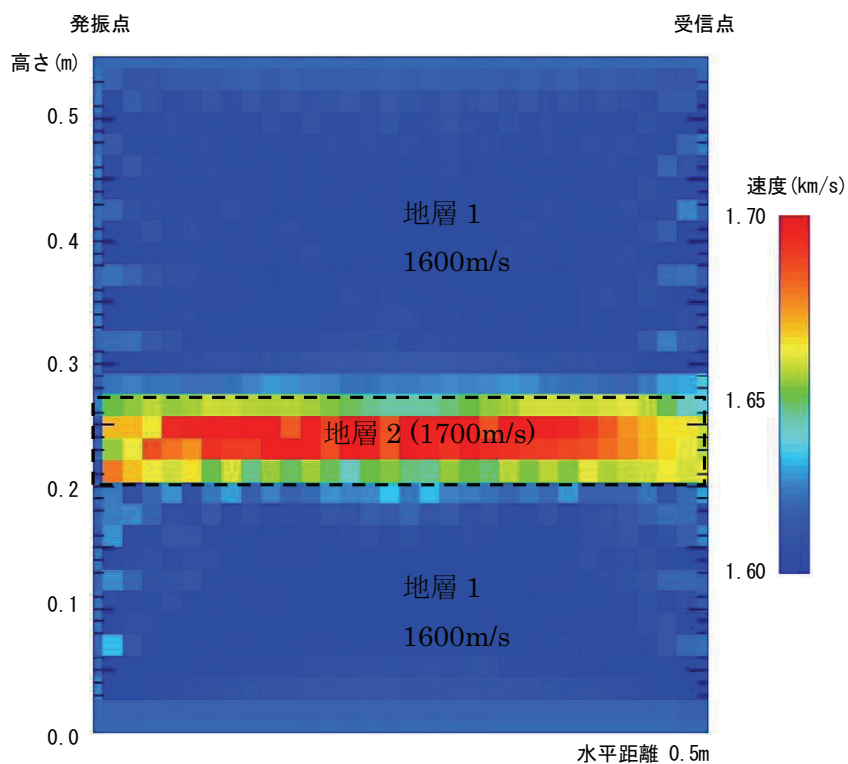 発振点
受信点
高さ(m)
0.5
0.4
0.3
0.2
0.1
0.0
地層 1
1600m/s
地層 2 (1700m/s)
地層 1
1600m/s
水平距離 0.5m
速度(km/s)
1.70
1.65
1.60